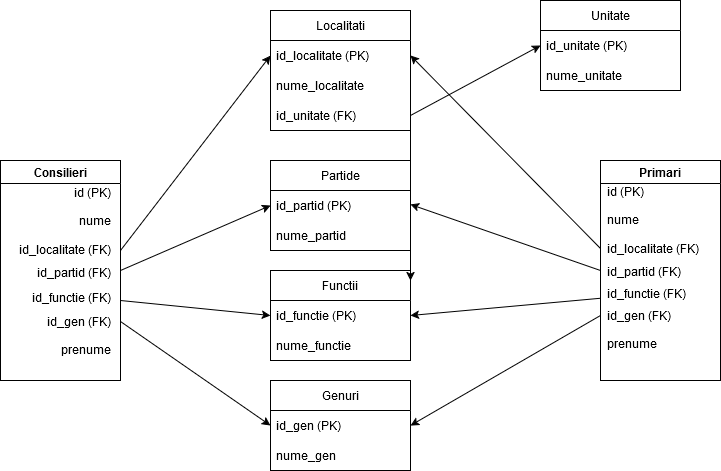 Localitati
id_localitate (PK)
nume_localitate
id_unitate (FK)
Unitate
id_unitate (PK)
nume_unitate
Consilieri
id (PK)
nume
id_localitate (FK)
id_partid (FK)
id_functie (FK)
id_gen (FK)
prenume
Partide
id_partid (PK)
nume_partid
Functii
id_functie (PK)
nume_functie
Genuri
id_gen (PK)
nume_gen
Primari
id (PK)
nume
id_localitate (FK)
id_partid (FK)
id_functie (FK)
id_gen (FK)
prenume